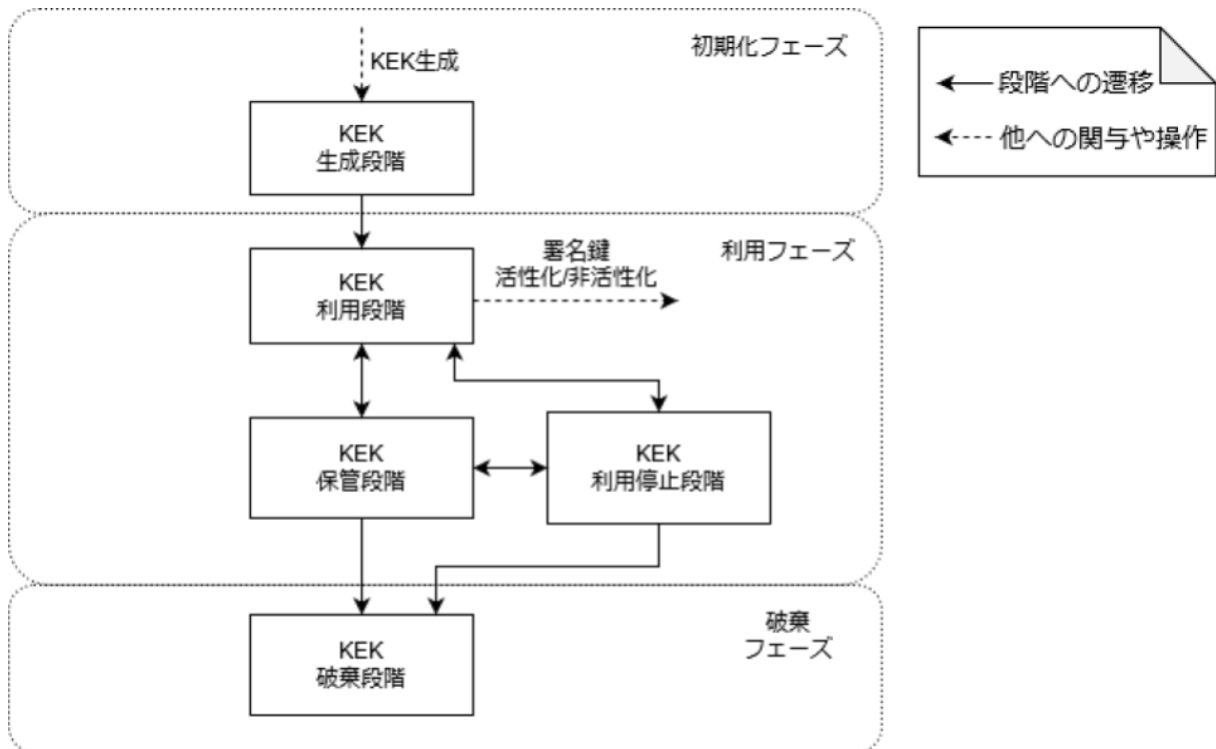 初期化フェーズ
KEK生成
KEK
生成段階
段階への遷移
他への関与や操作
利用フェーズ
KEK
利用段階
署名鍵
活性化/非活性化
KEK
保管段階
KEK
利用停止段階
破棄
フェーズ
KEK
破棄段階